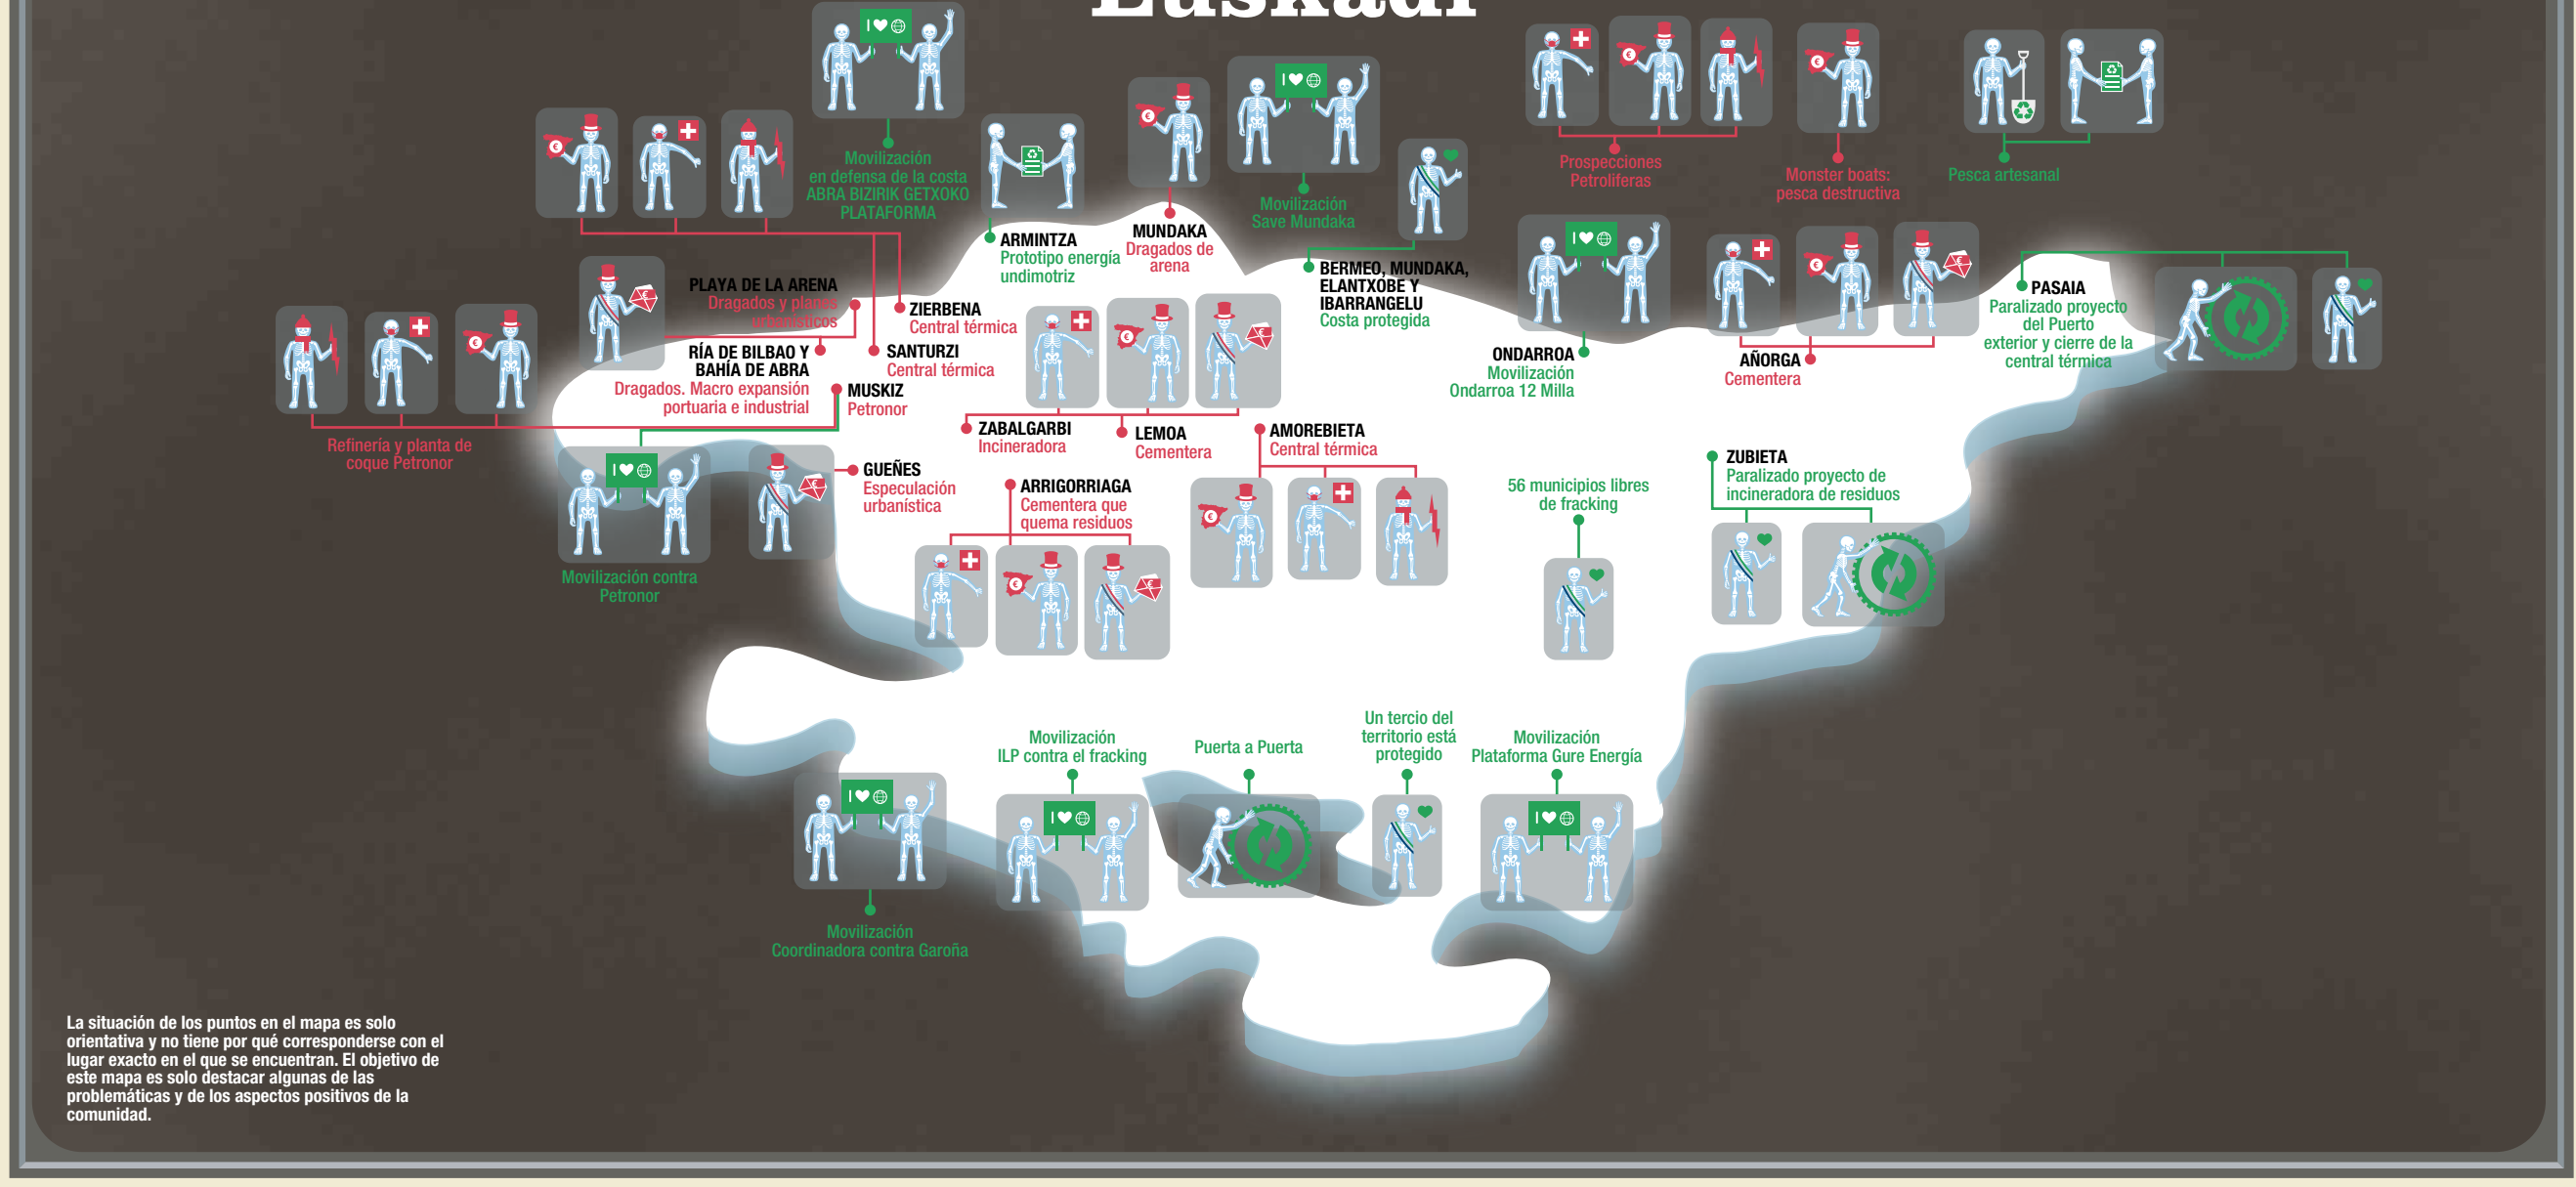 Euskadi
Movilización
en defensa de la costa
ABRA BIZIRIK GETXOKO
PLATAFORMA
ARMINTZA
Prototipo energía
undimotriz
MUNDAKA
Dragados de
arena
Movilización
Save Mundaka
BERMEO, MUNDAKA,
ELANTXOBE Y
IBARRANGELU
Costa protegida
Prospecciones
Petrolíferas
Monster boats:
pesca destructiva
Pesca artesanal
PLAYA DE LA ARENA
Dragados y planes
urbanísticos
ZIERBENA
Central térmica
RÍA DE BILBAO Y
BAHÍA DE ABRA
Dragados. Macro expansión
portuaria e industrial
SANTURZI
Central térmica
MUSKIZ
Petronor
Refinería y planta de
coque Petronor
ONDARROA
Movilización
Ondarroa 12 Milla
AÑORGA
Cementera
PASAIA
Paralizado proyecto
del Puerto
exterior y cierre de la
central térmica
ZABALGARBI
Incineradora
LEMOA
Cementera
AMOREBIETA
Central térmica
GUEÑES
Especulación
urbanística
ARRIGORRIAGA
Cementera que
quema residuos
56 municipios libres
de fracking
ZUBIETA
Paralizado proyecto de
incineradora de residuos
Movilización contra
Petronor
Movilización
ILP contra el fracking
Puerta a Puerta
Un tercio del
territorio está
protegido
Movilización
Plataforma Gure Energía
Movilización
Coordinadora contra Garoña
La situación de los puntos en el mapa es solo
orientativa y no tiene por qué corresponderse con el
lugar exacto en el que se encuentran. El objetivo de
este mapa es solo destacar algunas de las
problemáticas y de los aspectos positivos de la
comunidad.